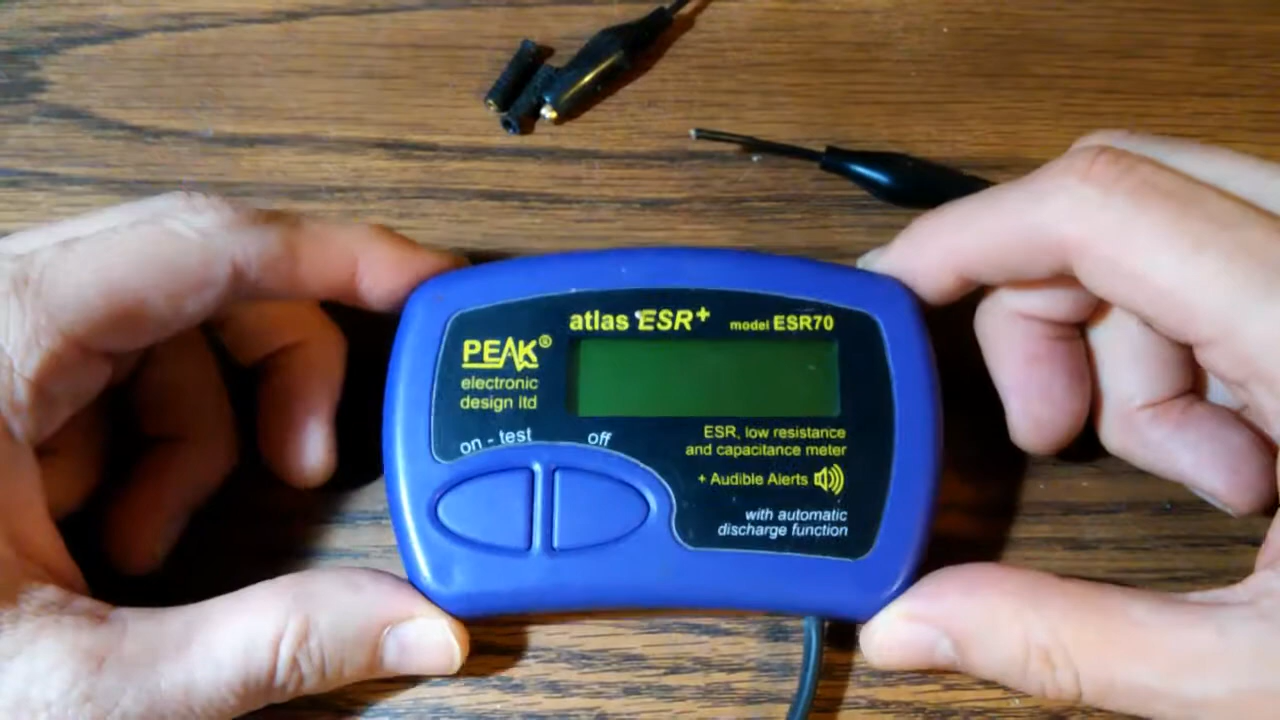 atlas ESR+ model ESR70
PEAK®
electronic
design ltd
on - test off
ESR, low resistance
and capacitance meter
+ Audible Alerts
with automatic
discharge function